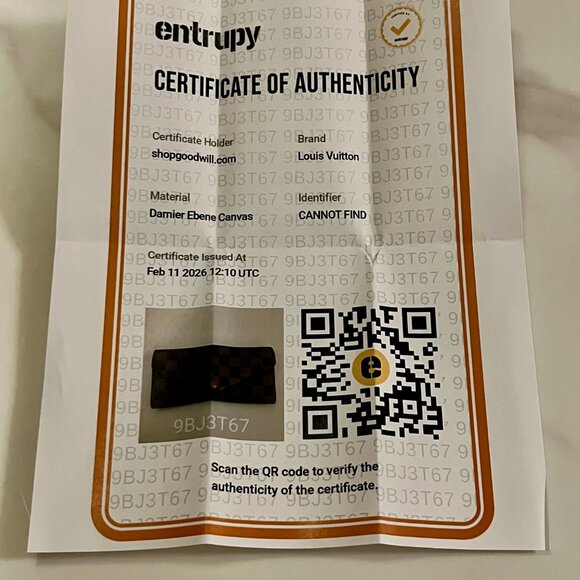 entrupy
CERTIFICATE OF AUTHENTICITY
Certificate Holder
shopgoodwill.com
Brand
Louis Vuitton
Material
Damier Ebene Canvas
Identifier
CANNOT FIND
Certificate Issued At
Feb 11 2026 12:10 UTC
9BJ3T67
e
Scan the QR code to verify the
authenticity of the certificate.